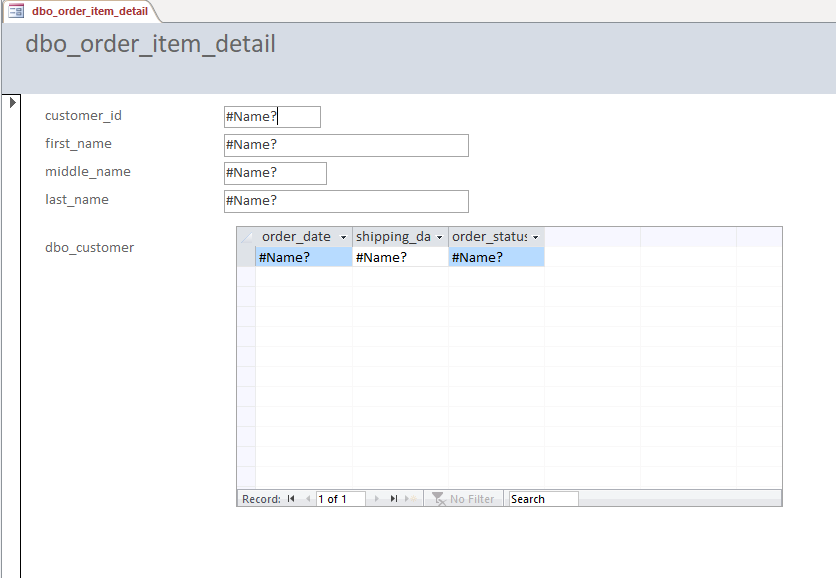 dbo_order_item_detail
dbo_order_item_detail
customer_id #Name?
first_name #Name?
middle_name #Name?
last_name #Name?
dbo_customer
order_date shipping_da order_status
#Name? #Name? #Name?
Record: 1 of 1 No Filter Search